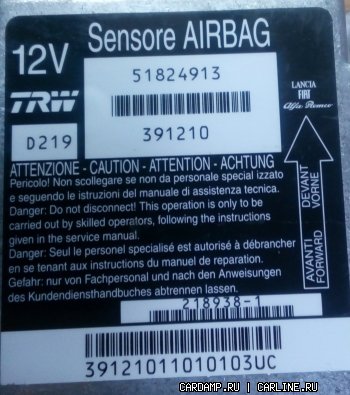 12V Sensore AIRBAG
51824913
TRW
LANCIA
FIAT
Alfa Romeo
D219
391210
ATTENZIONE - CAUTION - ATTENTION - ACHTUNG
Pericolo! Non scollegare se non da personale special izzato
e seguendo le istruzioni del manuale di assistenza tecnica.
Danger: Do not disconnect! This operation is only to be
carried out by skilled operators, following the instructions
given in the service manual.
Danger: Seul le personnel spécialisé est autorisé à débrancher
en se tenant aux instructions du manuel de reparation.
Gefahr: nur von Fachpersonal und nach den Anweisungen
des Kundendiensthandbuches abtrennen lassen.
AVANTI DEVANT
FORWARD VORNE
218938-1
39121011010103UC
CARDAMP.RU | CARLINE.RU